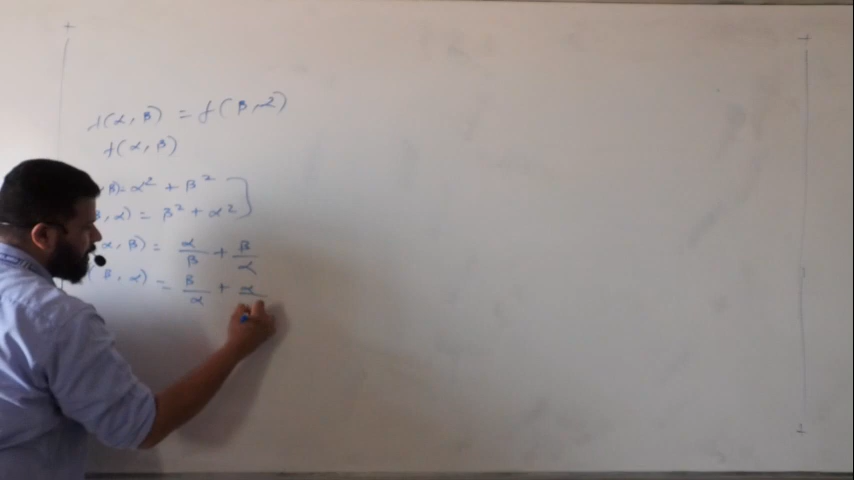 f(α, β) = f(β, α)
f(α, β)
, β) = α² + β²
β, α) = β² + α²
α, β) = α/β + β/α
(β, α) = β/α + α